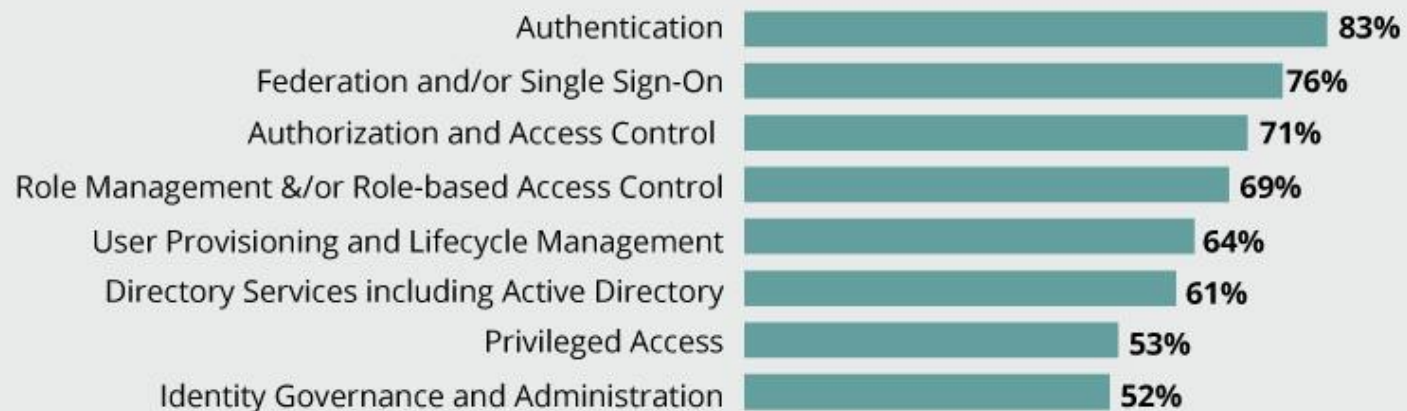 Authentication 83%
Federation and/or Single Sign-On 76%
Authorization and Access Control 71%
Role Management &/or Role-based Access Control 69%
User Provisioning and Lifecycle Management 64%
Directory Services including Active Directory 61%
Privileged Access 53%
Identity Governance and Administration 52%